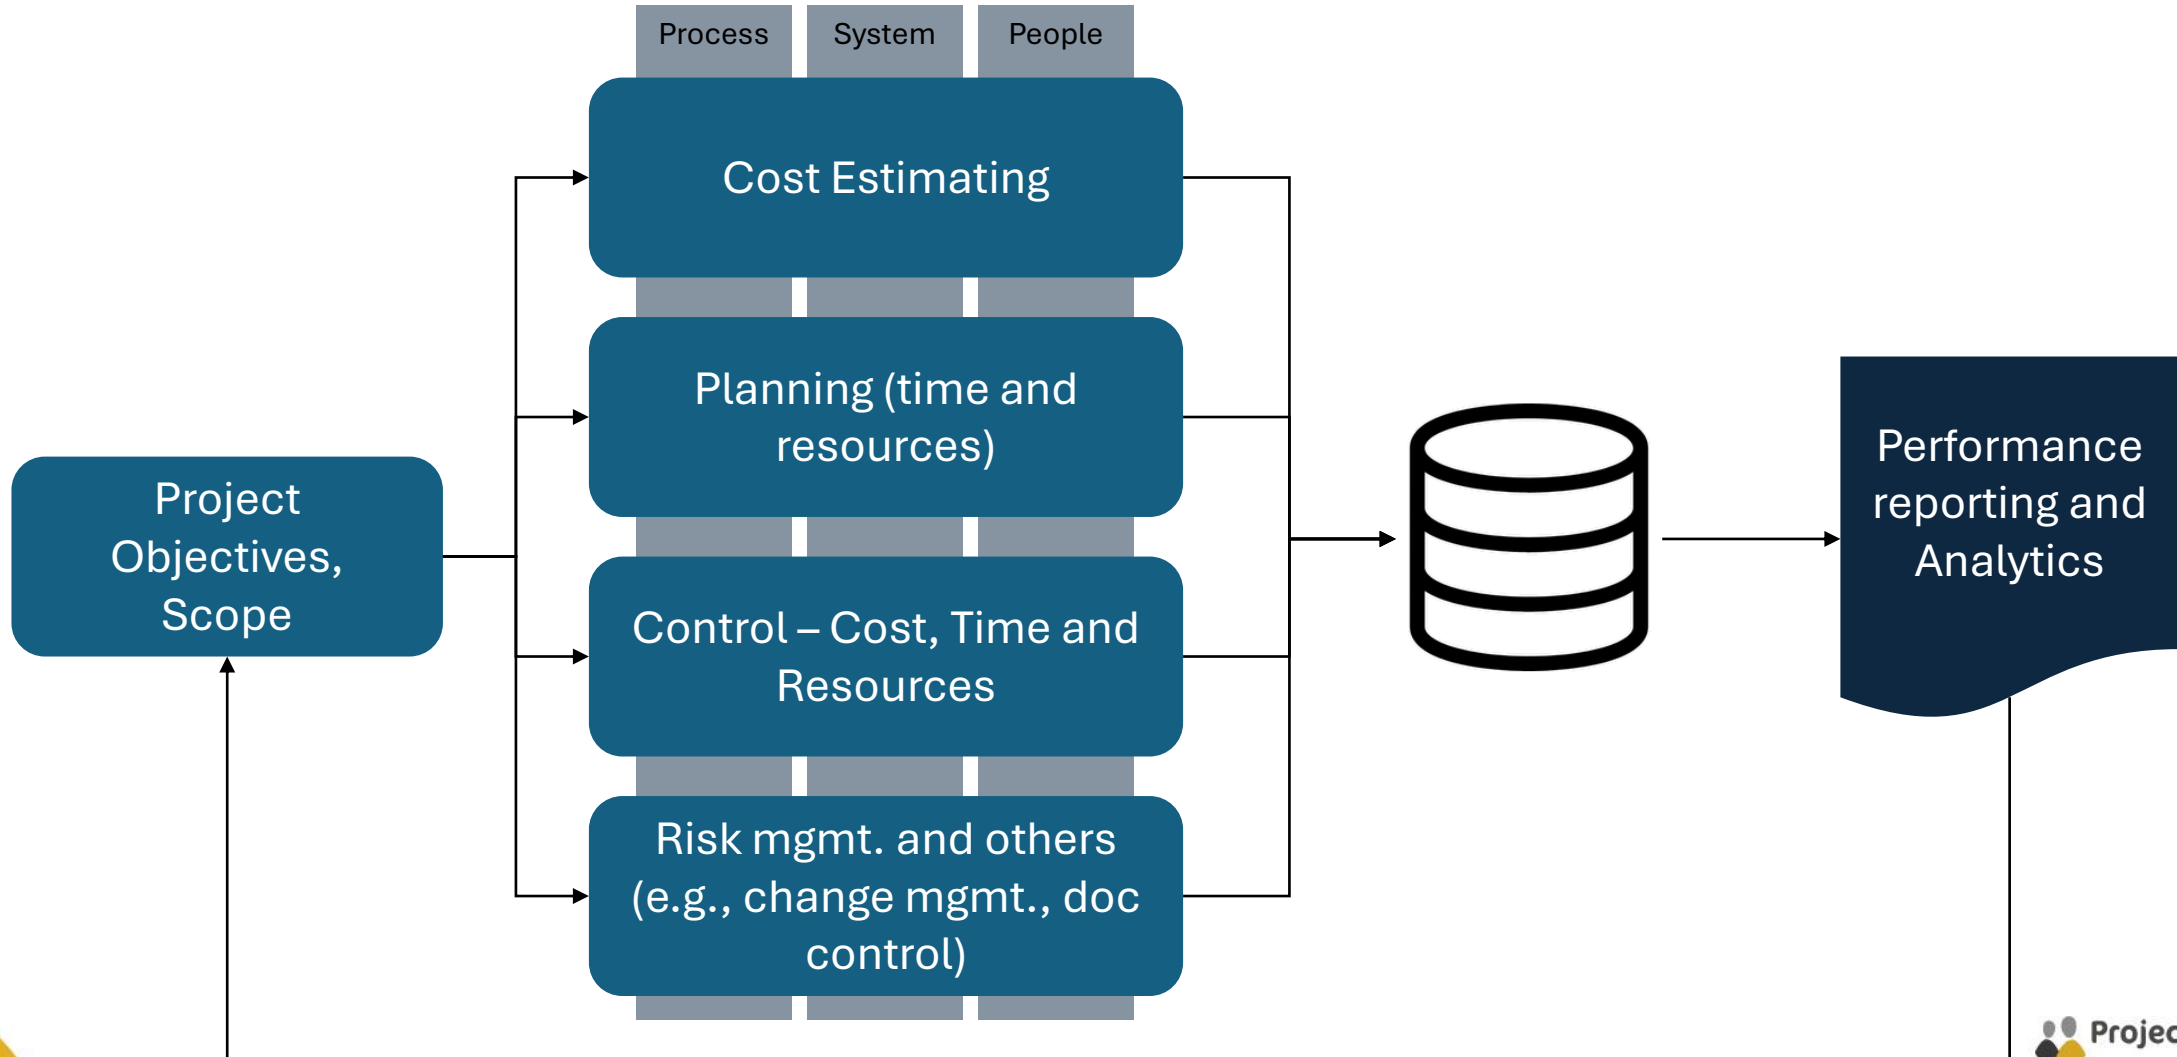 Process
System
People
Cost Estimating
Planning (time and
resources)
Project
Objectives,
Scope
Control – Cost, Time and
Resources
Risk mgmt. and others
(e.g., change mgmt., doc
control)
Performance
reporting and
Analytics
Projec